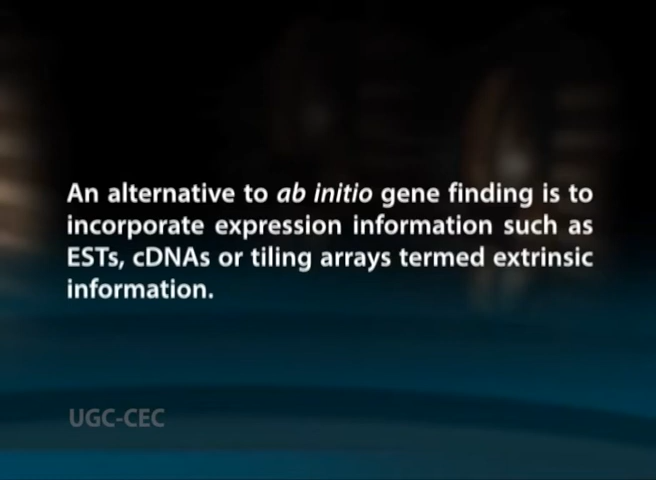 An alternative to ab initio gene finding is to
incorporate expression information such as
ESTs, cDNAs or tiling arrays termed extrinsic
information.
UGC-CEC